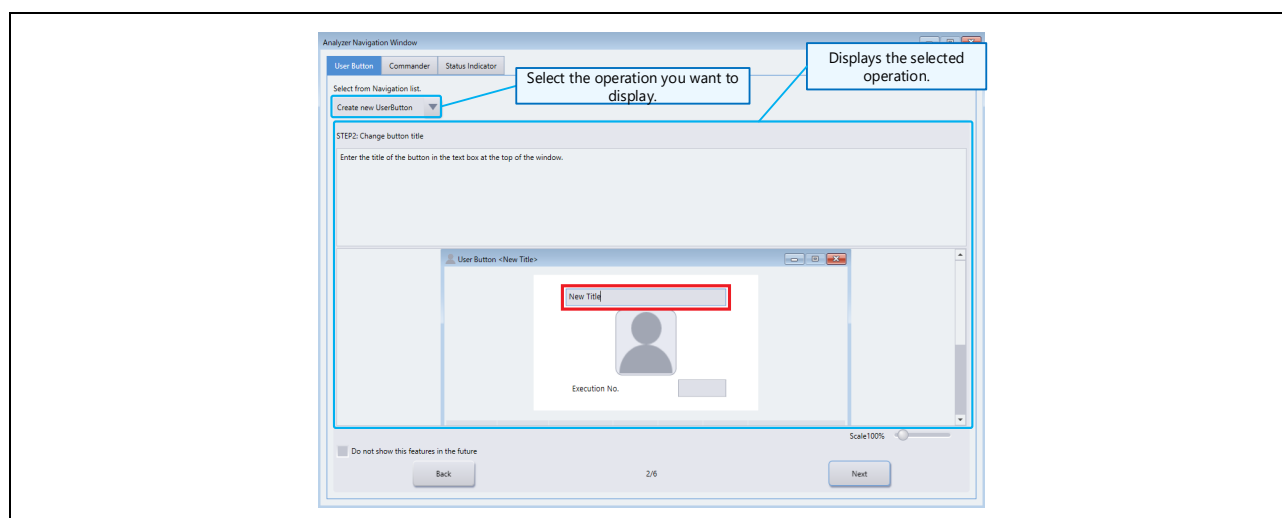 Analyzer Navigation Window
User Button Commander Status Indicator
Displays the selected
operation.
Select the operation you want to
display.
Select from Navigation list.
Create new UserButton
STEP2: Change button title
Enter the title of the button in the text box at the top of the window.
User Button <New Title>
New Title
Execution No.
Scale100%
Do not show this features in the future
Back 2/6 Next